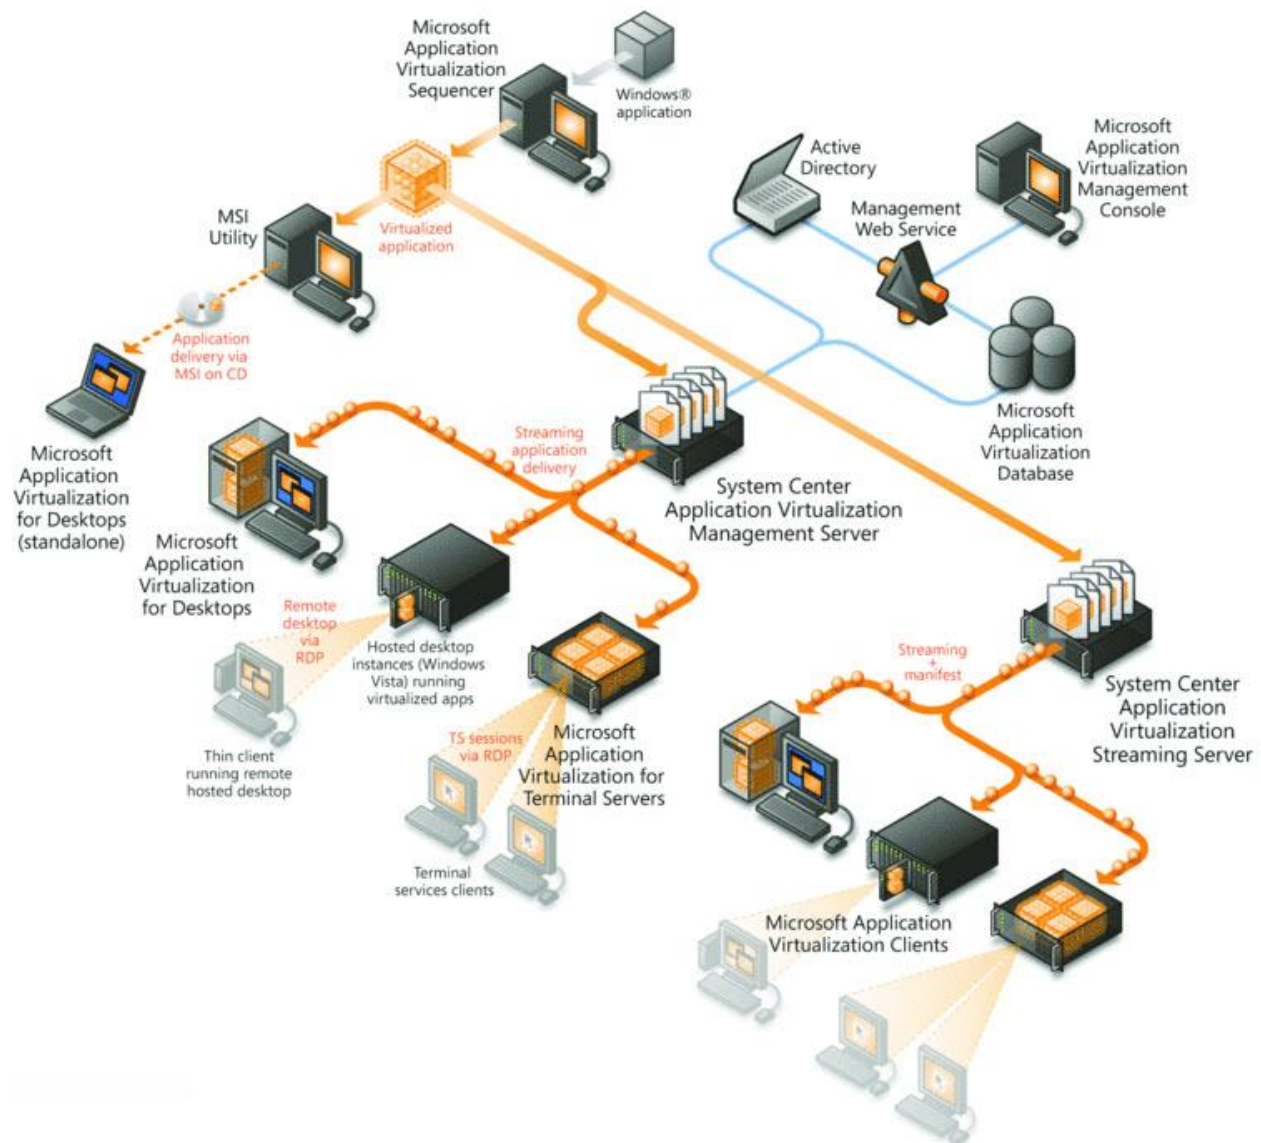 Microsoft
Application
Virtualization
Sequencer
Windows®
application
Active
Directory
Microsoft
Application
Virtualization
Management
Console
Management
Web Service
MSI
Utility
Virtualized
application
Application
delivery via
MSI on CD
Microsoft
Application
Virtualization
for Desktops
(standalone)
Streaming
application
delivery
Microsoft
Application
Virtualization
Database
System Center
Application Virtualization
Management Server
Microsoft
Application
Virtualization
for Desktops
Remote
desktop
via
RDP
Hosted desktop
instances (Windows
Vista) running
virtualized apps
Thin client
running remote
hosted desktop
TS sessions
via RDP
Microsoft
Application
Virtualization for
Terminal Servers
Terminal
services clients
Streaming
+
manifest
System Center
Application
Virtualization
Streaming Server
Microsoft Application
Virtualization Clients